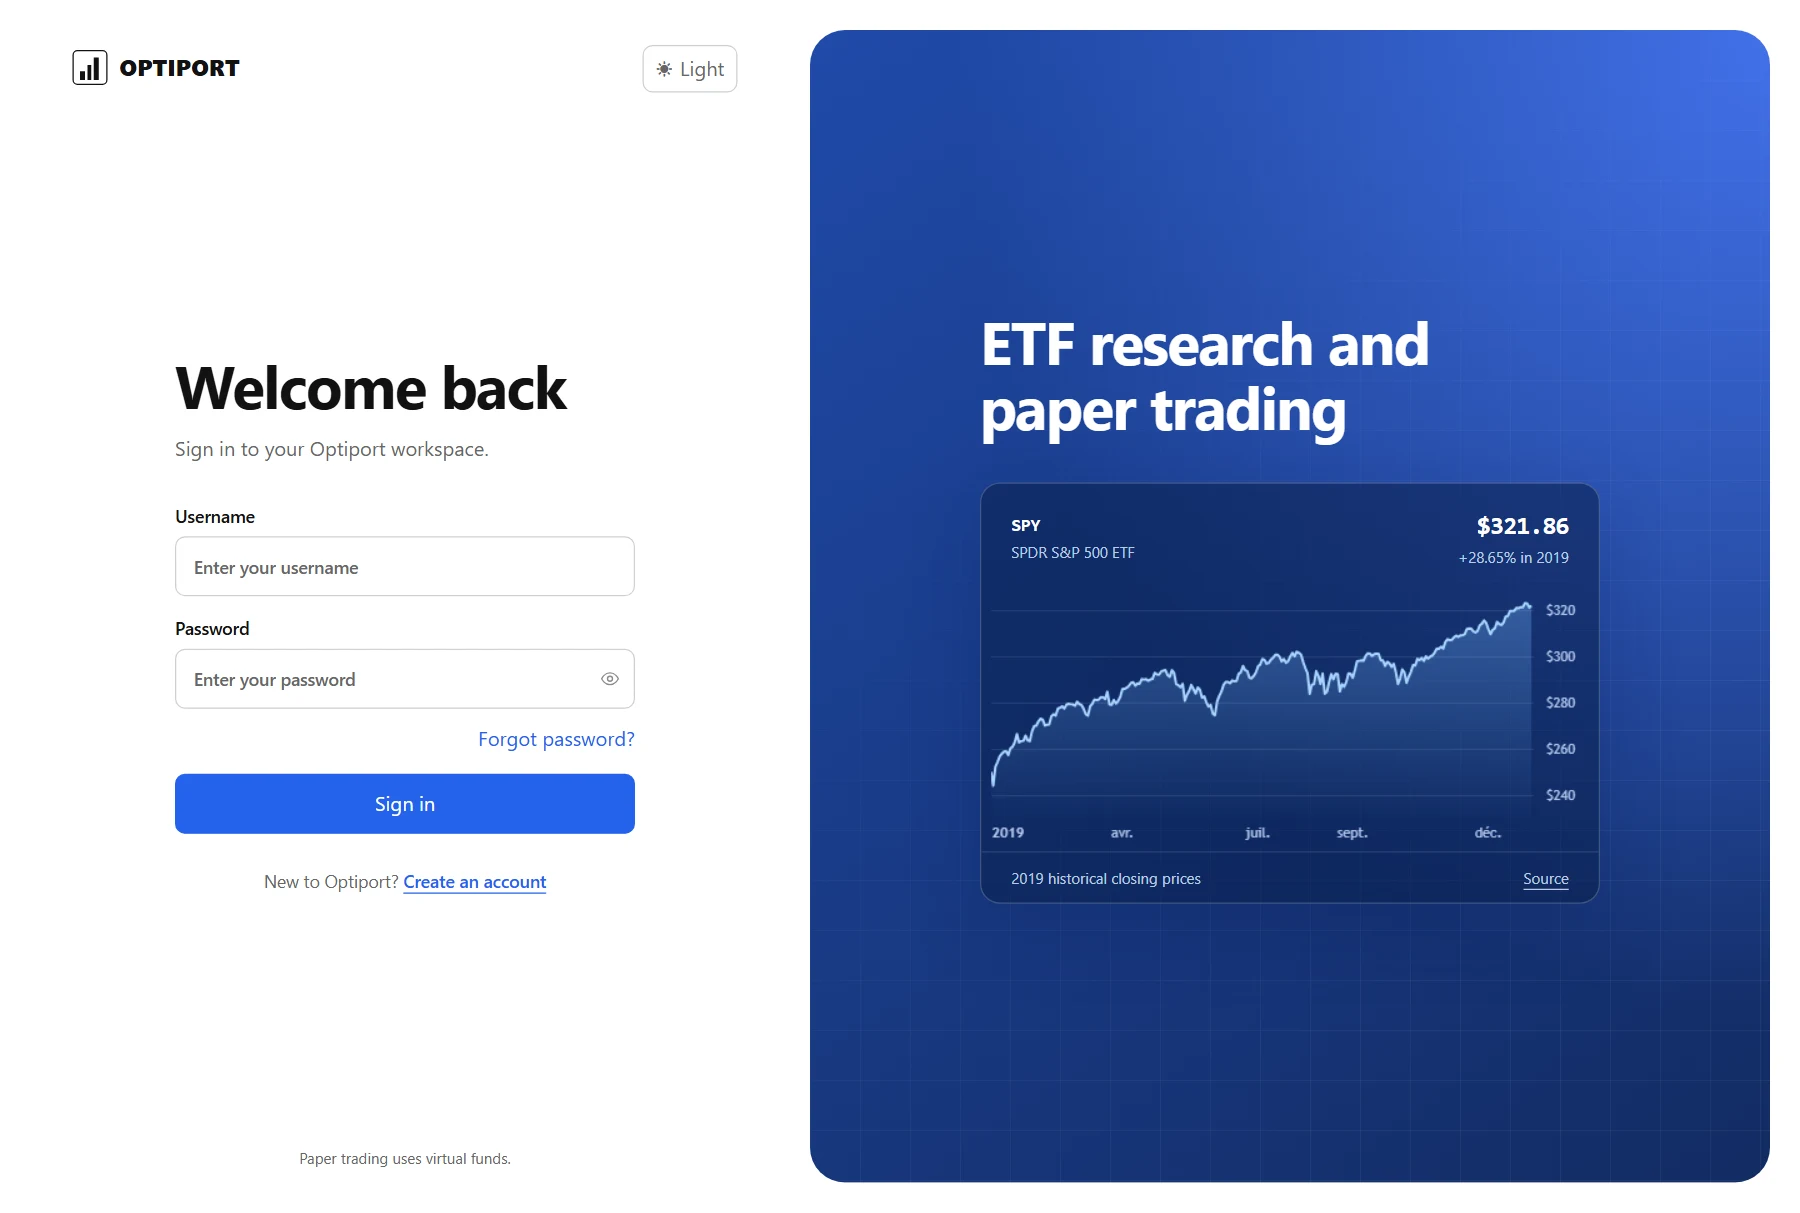 OPTIPORT
Light
Welcome back
Sign in to your Optiport workspace.
Username
Enter your username
Password
Enter your password
Forgot password?
Sign in
New to Optiport? Create an account
Paper trading uses virtual funds.
ETF research and
paper trading
SPY
$321.86
SPDR S&P 500 ETF
+28.65% in 2019
$320
$300
$280
$260
$240
2019 avr. juil. sept. déc.
2019 historical closing prices
Source